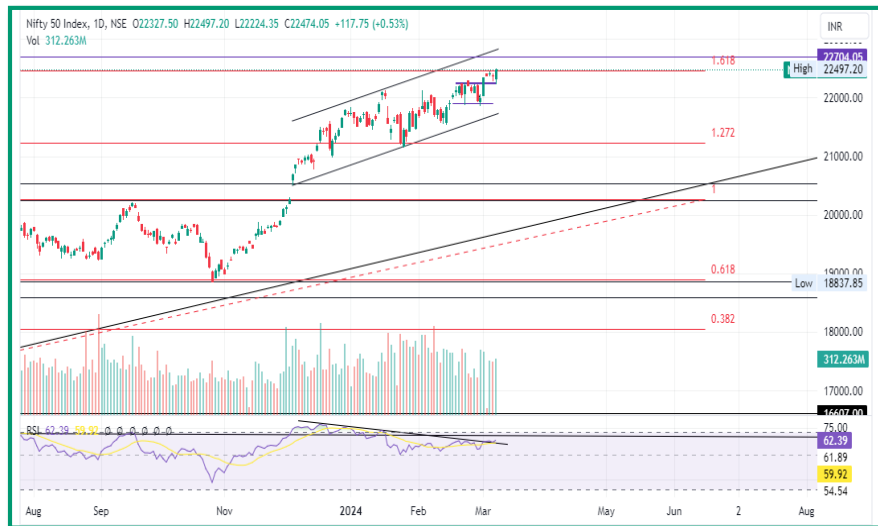 Nifty 50 Index, 1D, NSE O22327.50 H22497.20 L22224.35 C22474.05 +117.75 (+0.53%)
Vol 312.263M
INR
22704.05
1.618
High 22497.20
22000.00
1.272
21000.00
1
20000.00
19000.00
0.618
Low 18837.85
0.382
18000.00
312.263M
17000.00
16607.00
RSI 62.39 59.92 Ø Ø Ø Ø Ø Ø
75.00
62.39
61.89
59.92
54.54
Aug Sep Nov 2024 Feb Mar May Jun 2 Aug